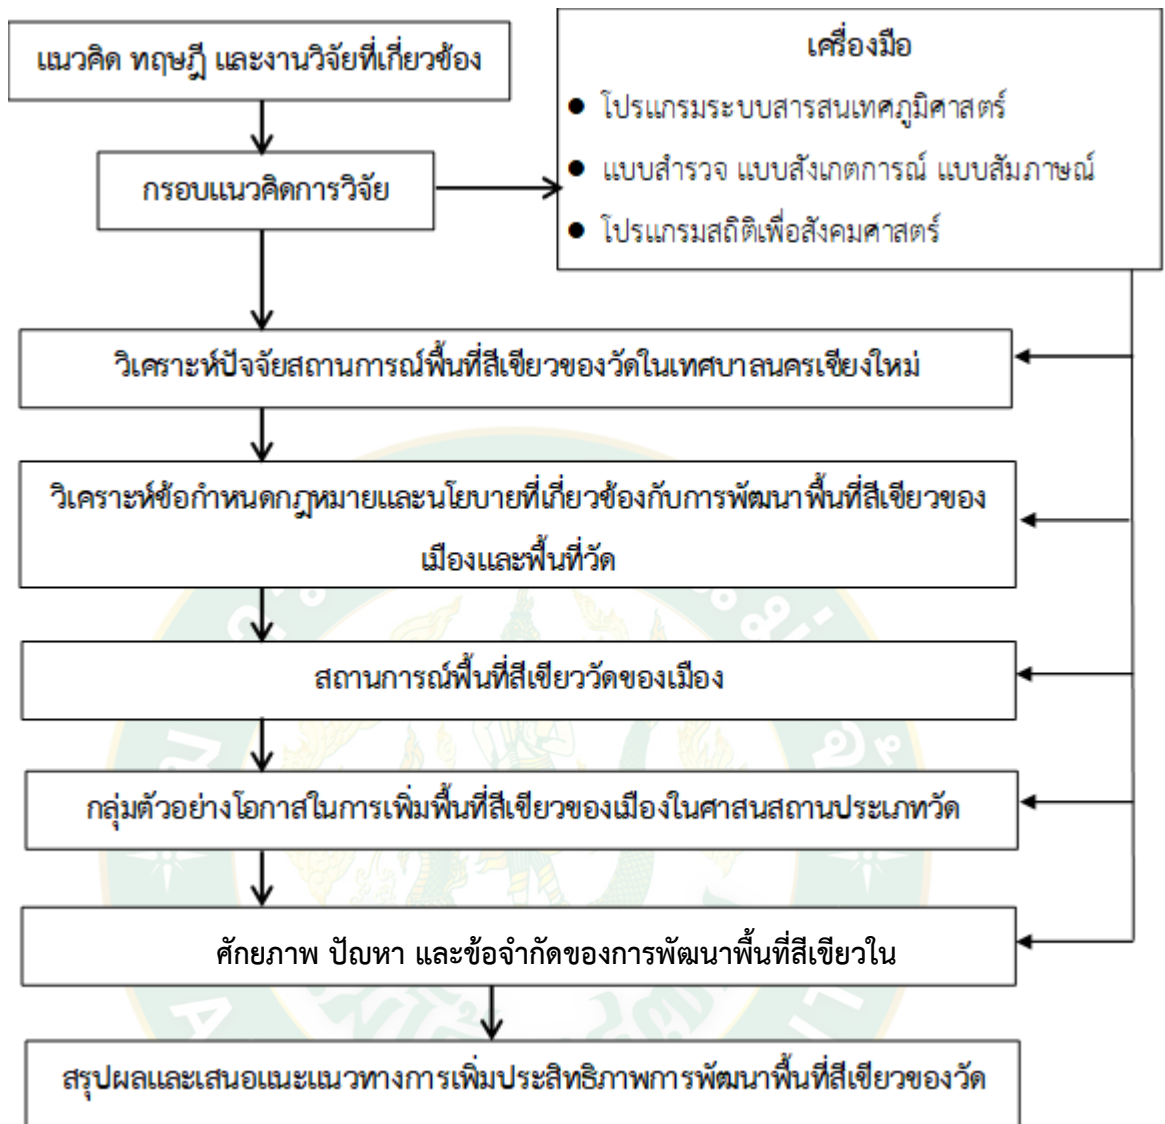 แนวคิด ทฤษฎี และงานวิจัยที่เกี่ยวข้อง
กรอบแนวคิดการวิจัย
เครื่องมือ
● โปรแกรมระบบสารสนเทศภูมิศาสตร์
● แบบสำรวจ แบบสังเกตการณ์ แบบสัมภาษณ์
● โปรแกรมสถิติเพื่อสังคมศาสตร์
วิเคราะห์ปัจจัยสถานการณ์พื้นที่สีเขียวของวัดในเทศบาลนครเชียงใหม่
วิเคราะห์ข้อกำหนดกฎหมายและนโยบายที่เกี่ยวข้องกับการพัฒนาพื้นที่สีเขียวของ
เมืองและพื้นที่วัด
สถานการณ์พื้นที่สีเขียววัดของเมือง
กลุ่มตัวอย่างโอกาสในการเพิ่มพื้นที่สีเขียวของเมืองในศาสนสถานประเภทวัด
ศักยภาพ ปัญหา และข้อจำกัดของการพัฒนาพื้นที่สีเขียวใน
สรุปผลและเสนอแนะแนวทางการเพิ่มประสิทธิภาพการพัฒนาพื้นที่สีเขียวของวัด